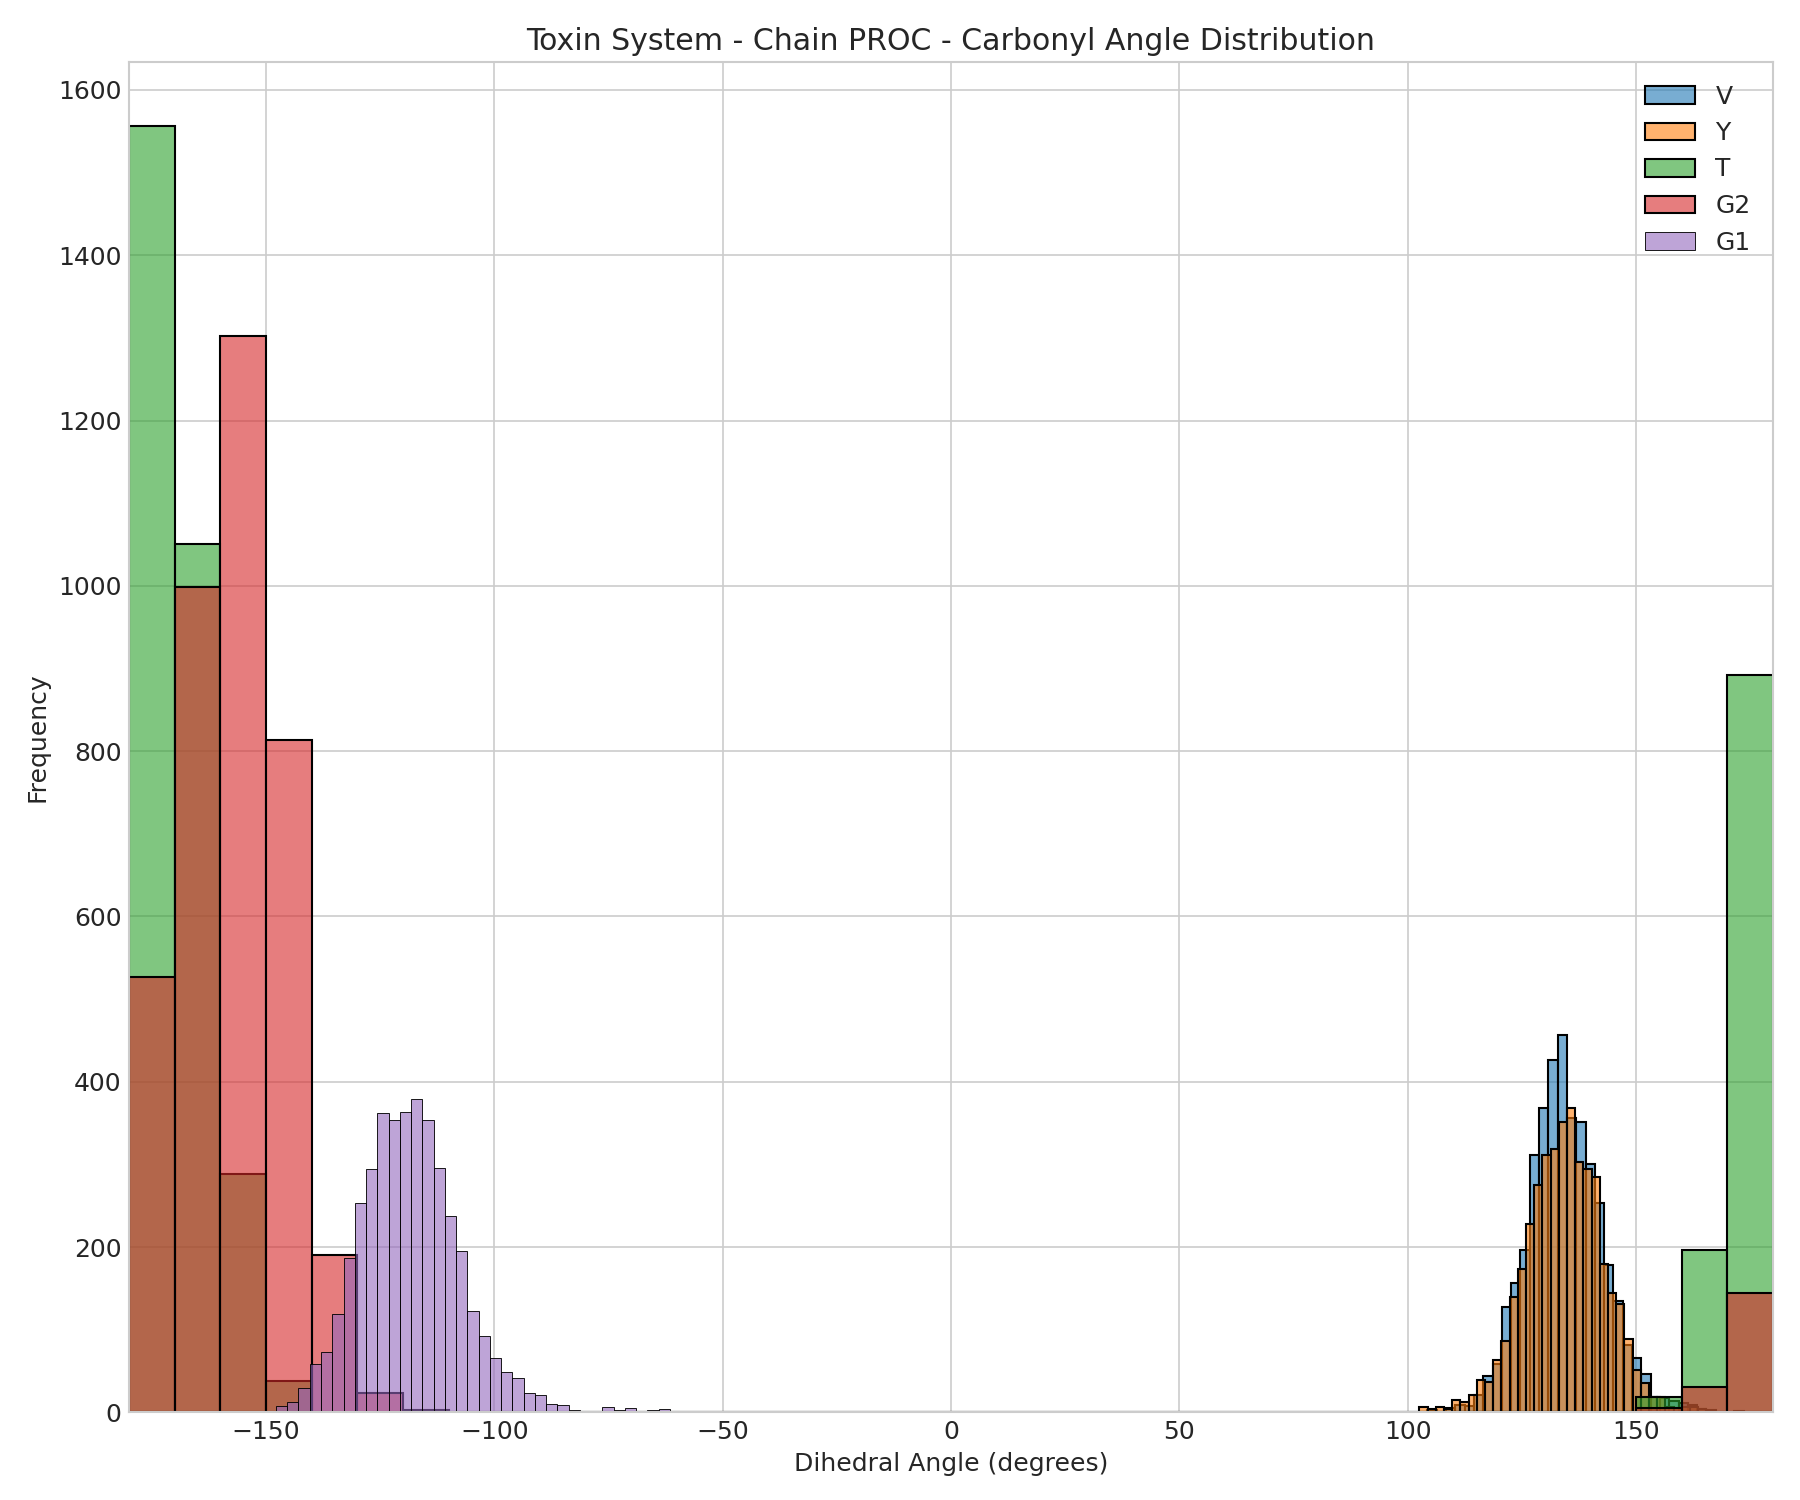 Toxin System - Chain PROC - Carbonyl Angle Distribution
1600
1400
1200
1000
800
600
400
200
0
Frequency
V
Y
T
G2
G1
−150
−100
−50
0
50
100
150
Dihedral Angle (degrees)